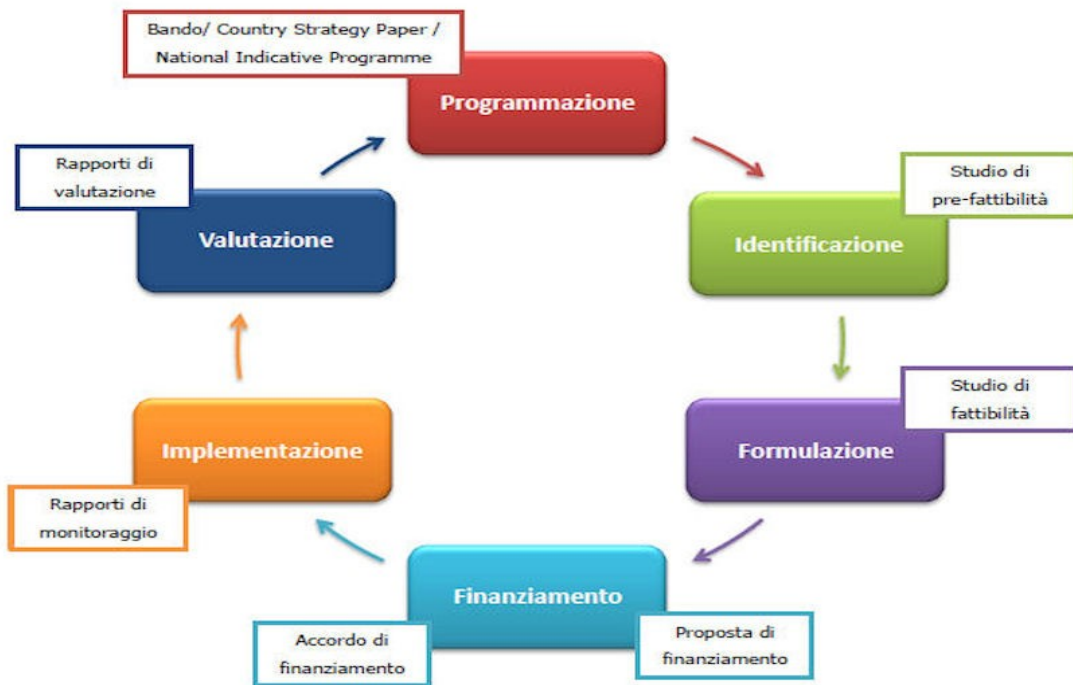 Bando/ Country Strategy Paper /
National Indicative Programme
Programmazione
Rapporti di
valutazione
Valutazione
Studio di
pre-fattibilità
Identificazione
Studio di
fattibilità
Formulazione
Implementazione
Rapporti di
monitoraggio
Finanziamento
Accordo di
finanziamento
Proposta di
finanziamento